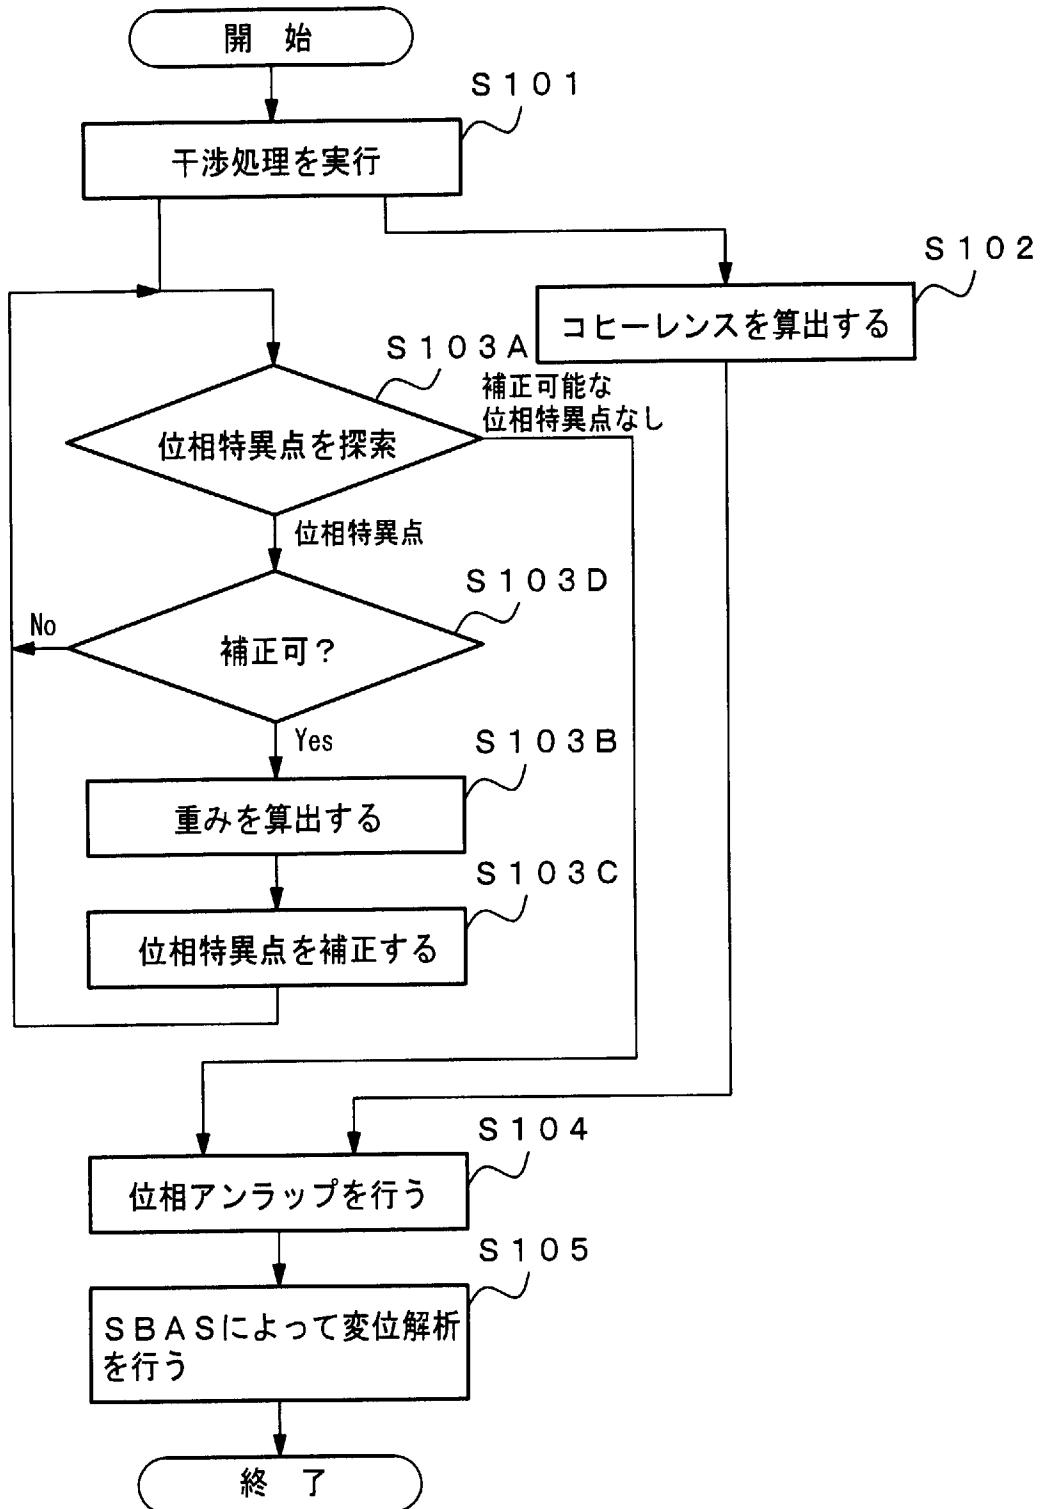 開 始
S101
干渉処理を実行
S102
コヒーレンスを算出する
S103A
補正可能な
位相特異点なし
位相特異点を探索
位相特異点
S103D
No
補正可?
Yes
S103B
重みを算出する
S103C
位相特異点を補正する
S104
位相アンラップを行う
S105
SBASによって変位解析
を行う
終 了